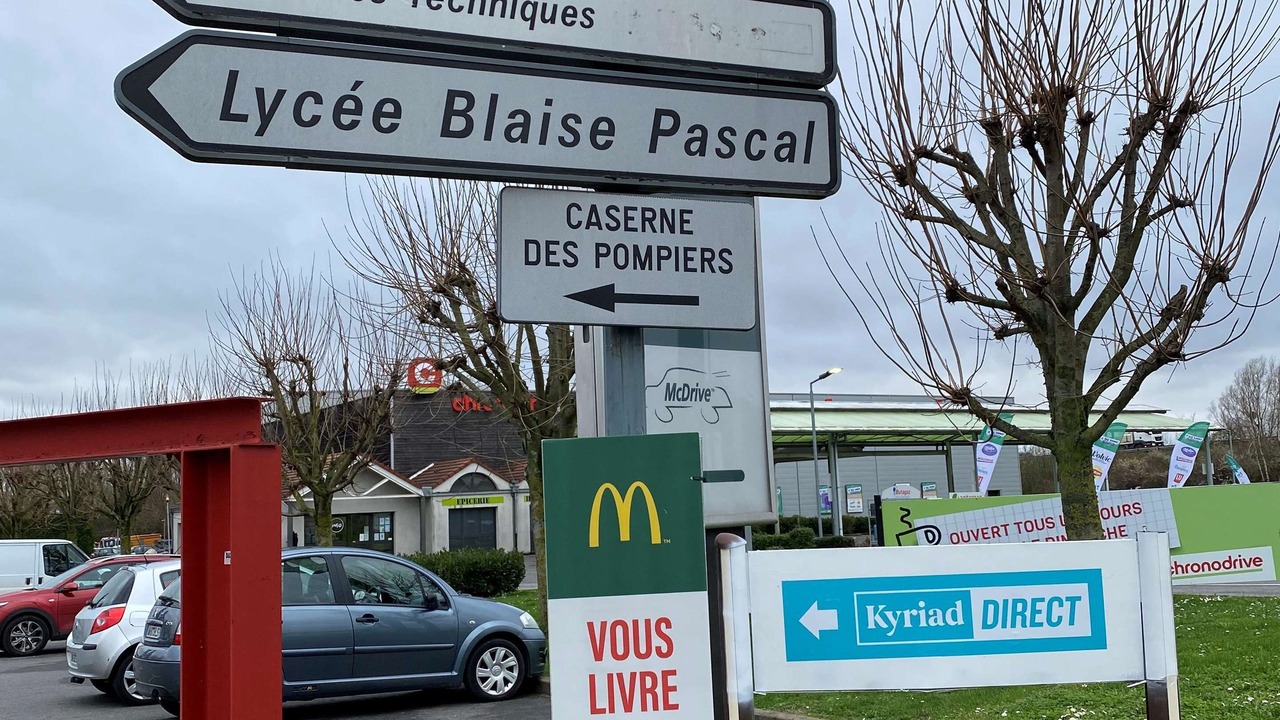 Techniques
Lycée Blaise Pascal
CASERNE
DES POMPIERS
McDrive
EPICERIE
VOUS
LIVRE
Kyriad DIRECT
OUVERT TOUS
chronodrive